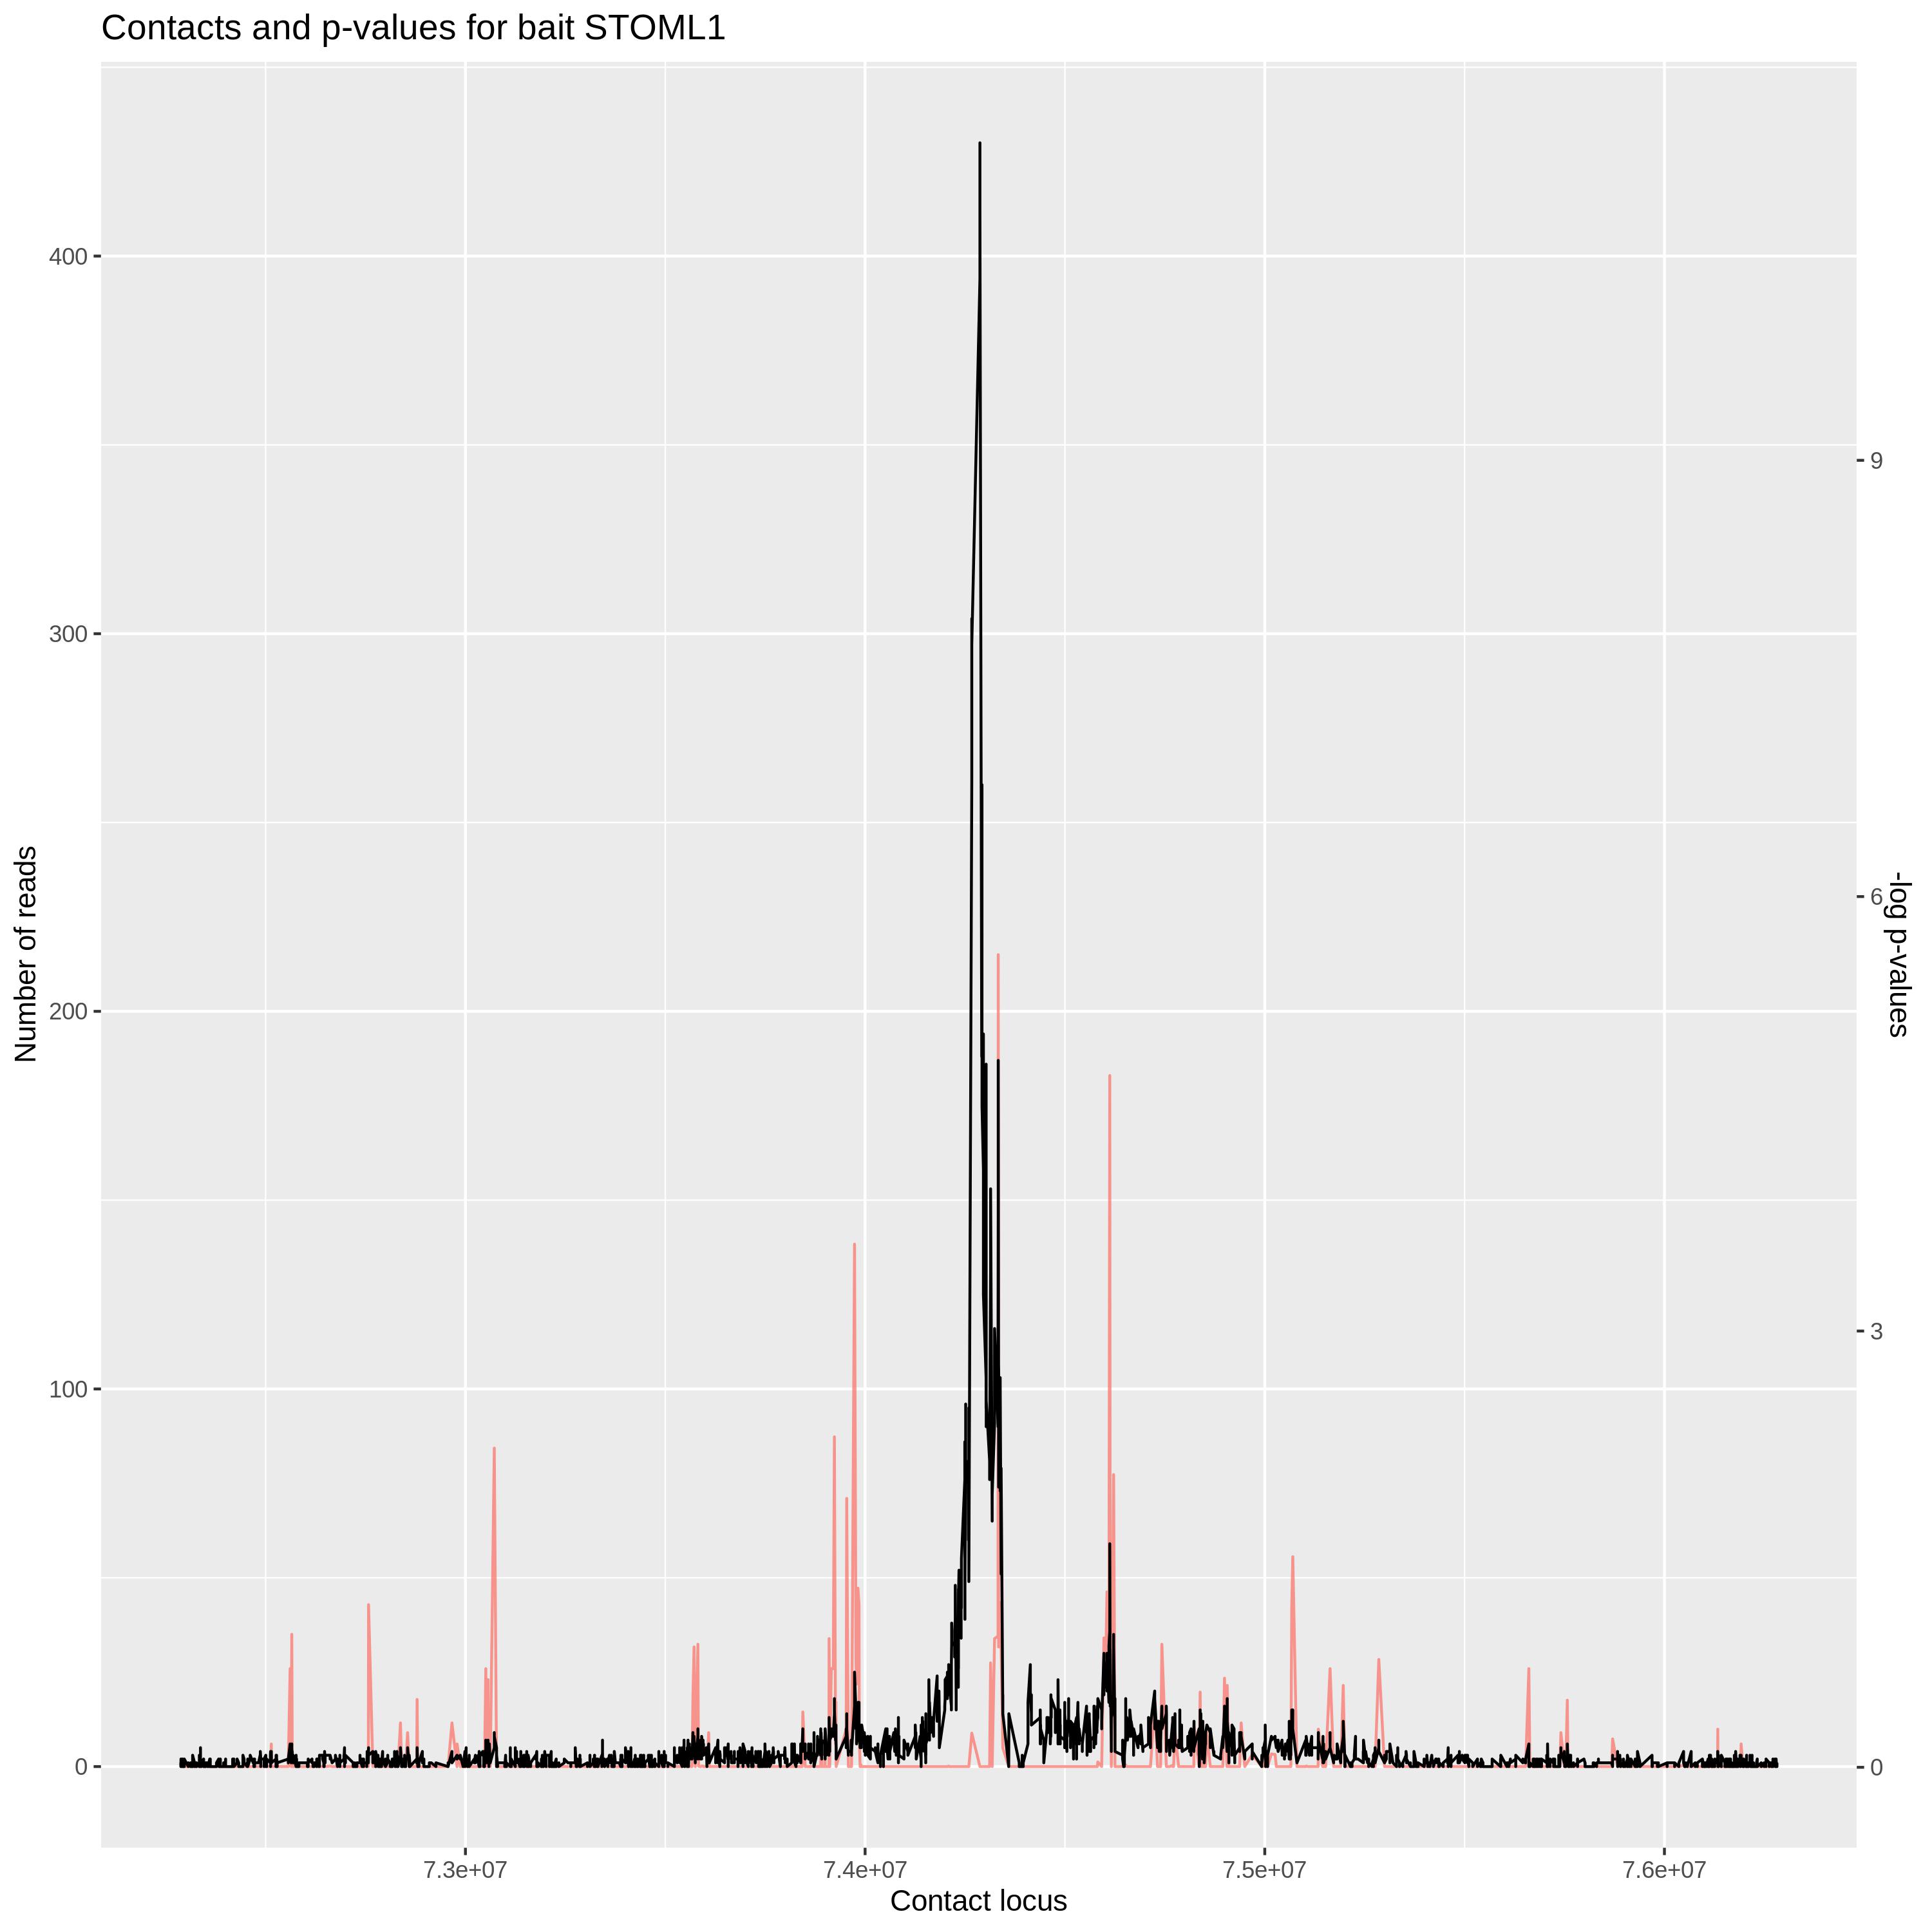 Contacts and p-values for bait STOML1
400
300
200
100
0
Number of reads
9
6
3
0
-log p-values
7.3e+07
7.4e+07
7.5e+07
7.6e+07
Contact locus